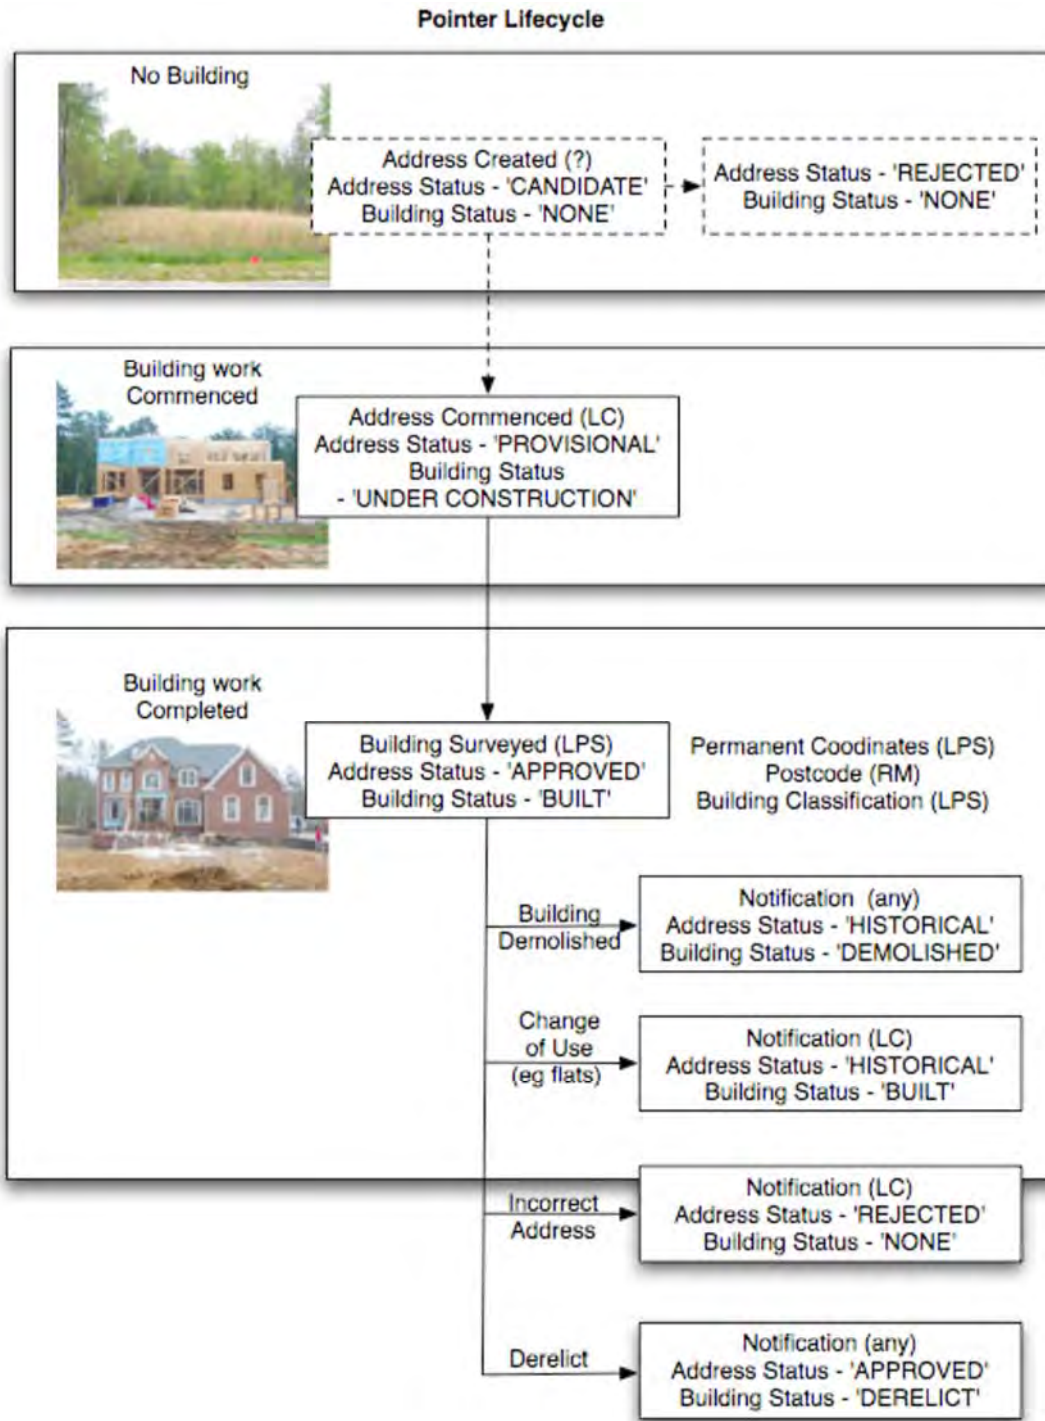 Pointer Lifecycle
No Building
Address Created (?)
Address Status - 'CANDIDATE'
Building Status - 'NONE'
Address Status - 'REJECTED'
Building Status - 'NONE'
Building work
Commenced
Address Commenced (LC)
Address Status - 'PROVISIONAL'
Building Status
- 'UNDER CONSTRUCTION'
Building work
Completed
Building Surveyed (LPS)
Address Status - 'APPROVED'
Building Status - 'BUILT'
Permanent Coodinates (LPS)
Postcode (RM)
Building Classification (LPS)
Building
Demolished
Notification (any)
Address Status - 'HISTORICAL'
Building Status - 'DEMOLISHED'
Change
of Use
(eg flats)
Notification (LC)
Address Status - 'HISTORICAL'
Building Status - 'BUILT'
Incorrect
Address
Notification (LC)
Address Status - 'REJECTED'
Building Status - 'NONE'
Derelict
Notification (any)
Address Status - 'APPROVED'
Building Status - 'DERELICT'